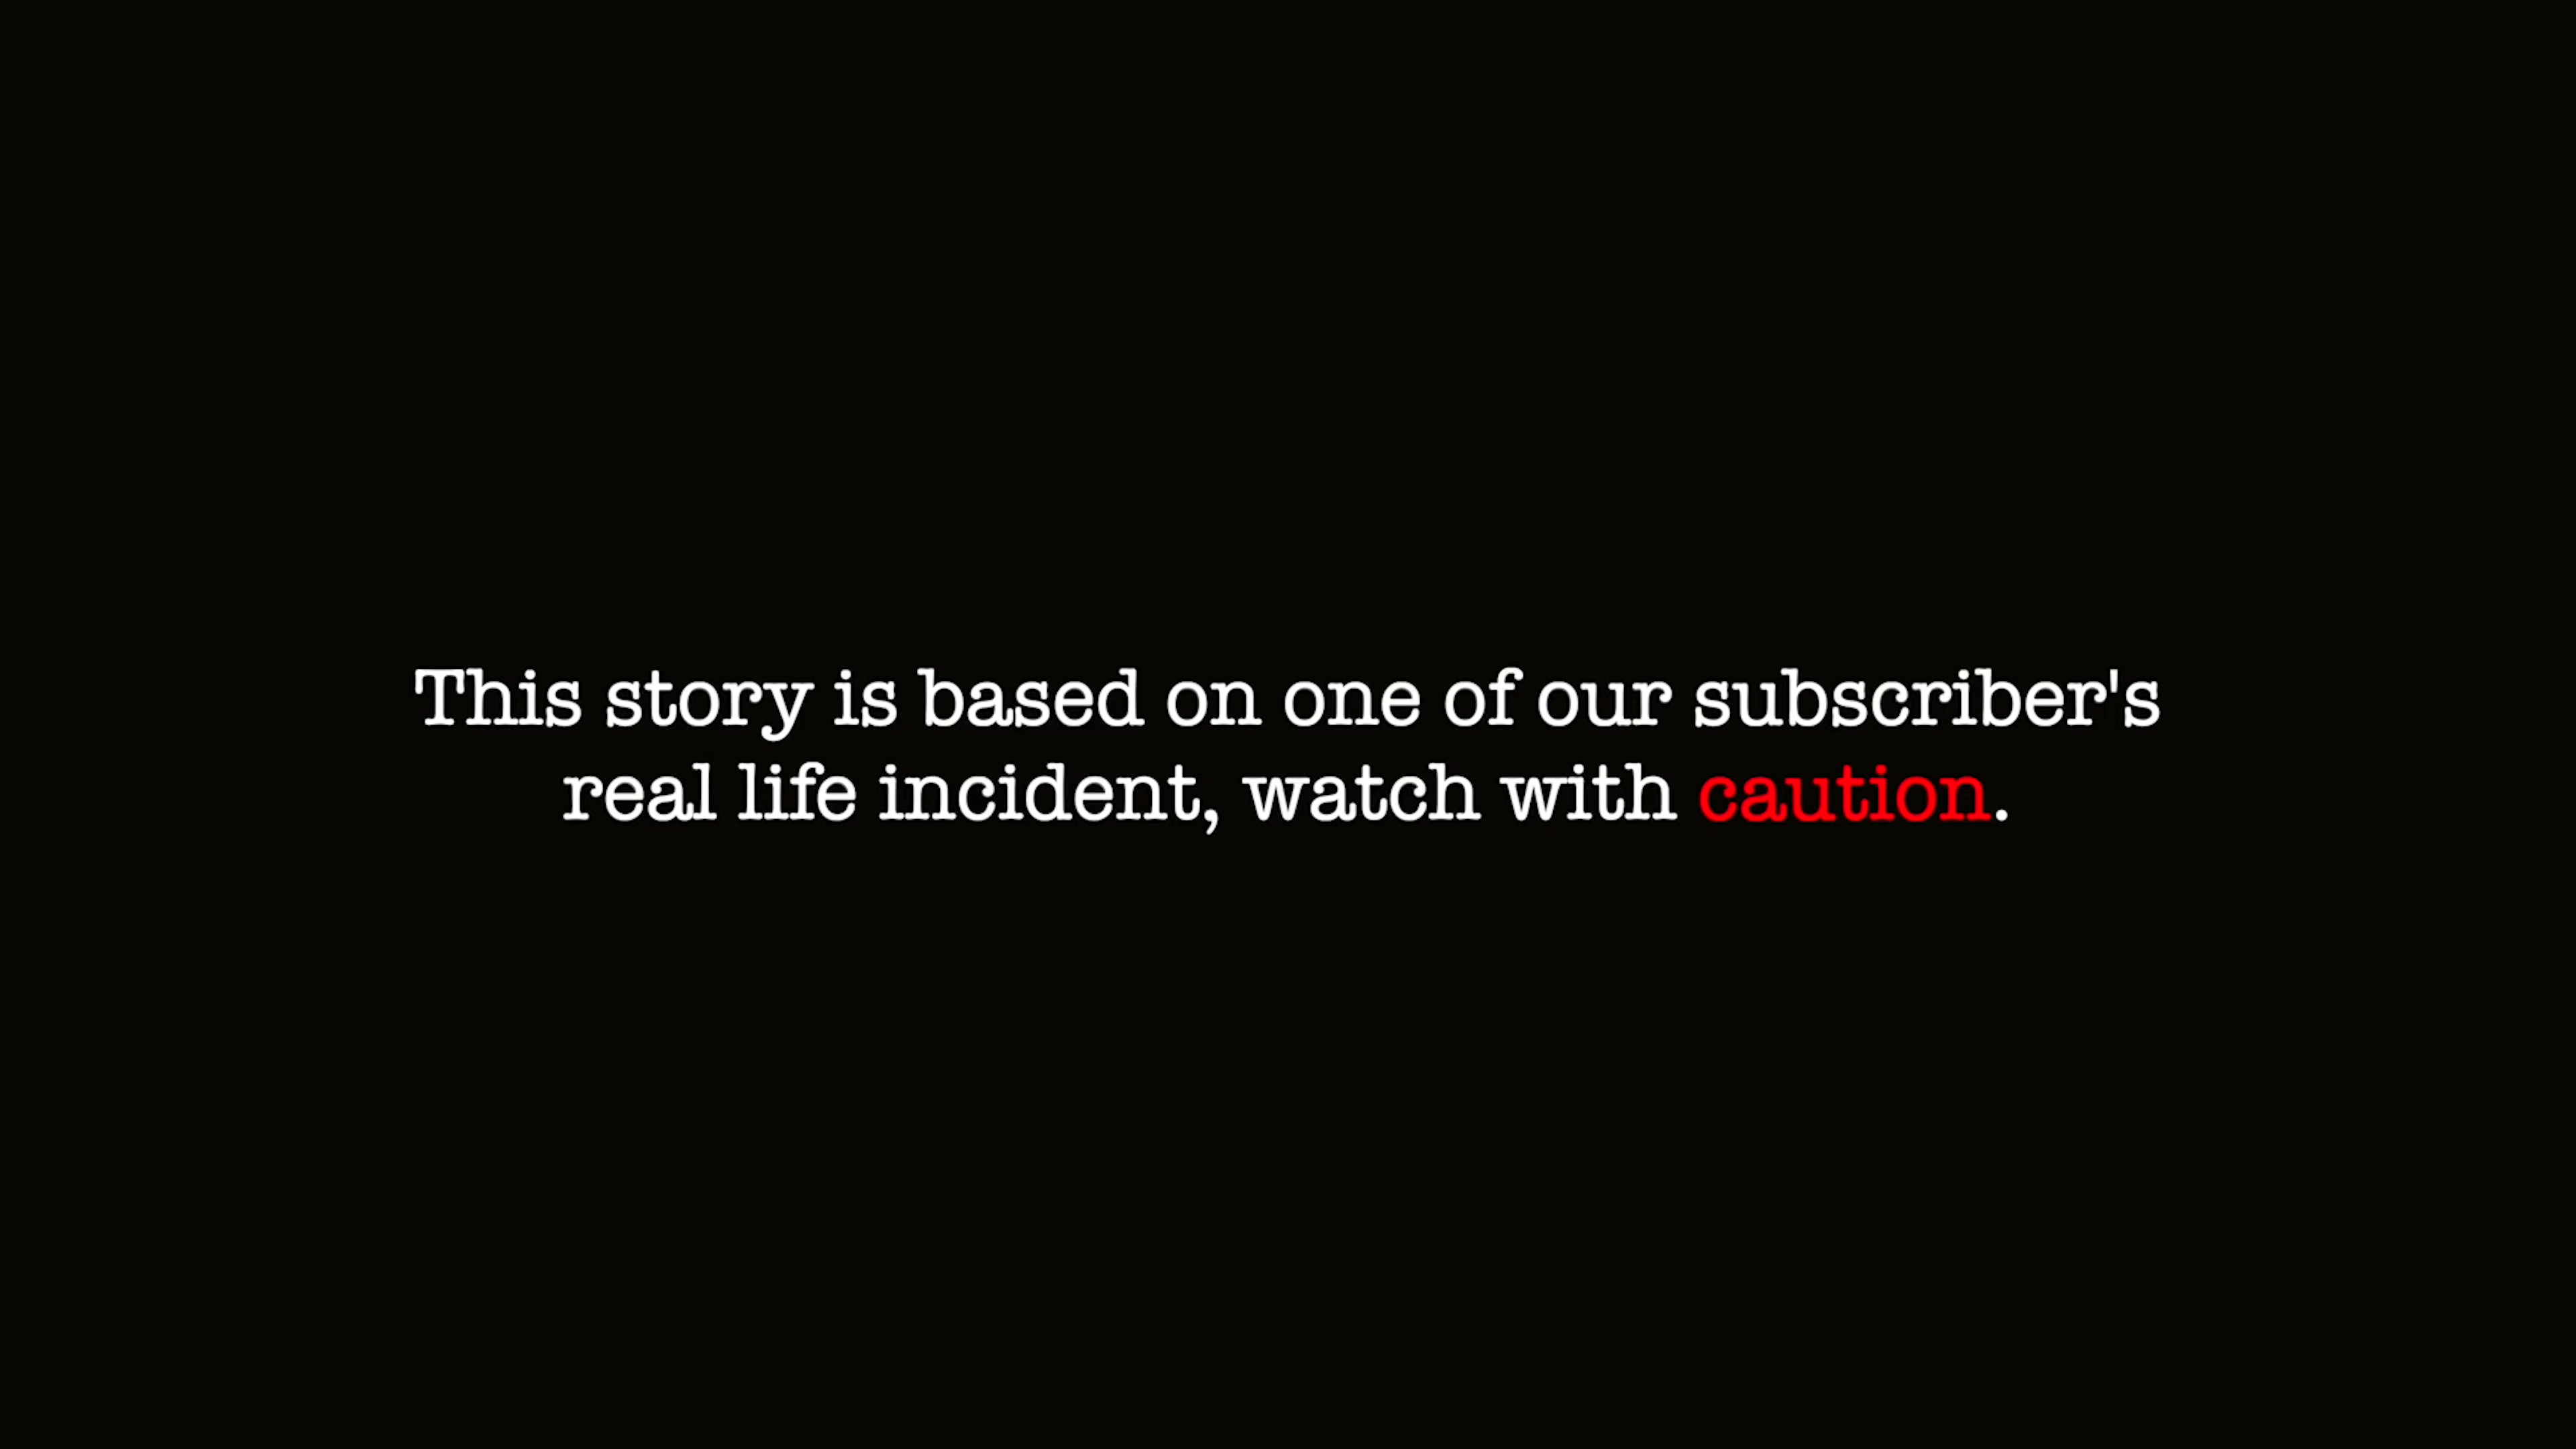 This story is based on one of our subscriber's
real life incident, watch with caution.